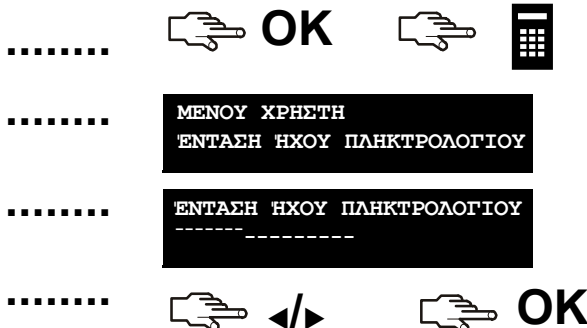 ........ OK
........ ΜΕΝΟΥ ΧΡΗΣΤΗ
ΈΝΤΑΣΗ ΉΧΟΥ ΠΛΗΚΤΡΟΛΟΓΙΟΥ
........ ΈΝΤΑΣΗ ΉΧΟΥ ΠΛΗΚΤΡΟΛΟΓΙΟΥ
----------------
........ ◂/▸ OK